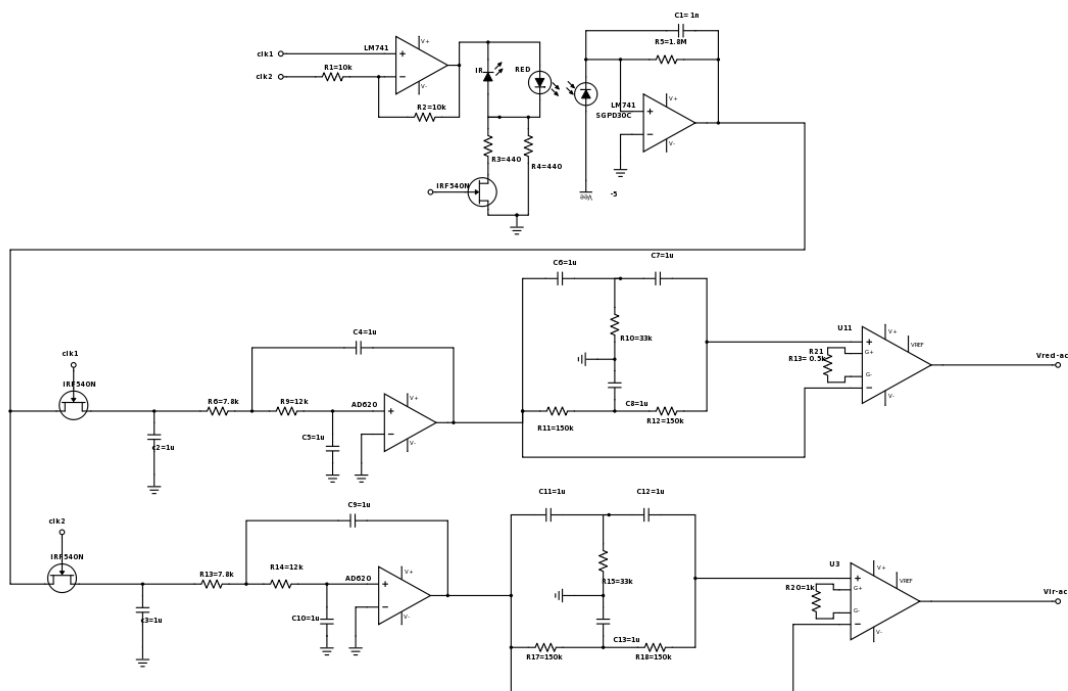 C1= 1n
R5=1.8M
clk1
LM741
V+
clk2
R1=10k
IR
RED
V-
R2=10k
LM741
V+
SGPD30C
V-
R3=440
R4=440
IRF540N
Vee
-5
C6=1u
C7=1u
C4=1u
R10=33k
U11
V+
VREF
clk1
R21
R13= 0.5k
G+
G-
Vred-ac
IRF540N
R6=7.8k
R9=12k
AD620
V+
C8=1u
V-
R11=150k
R12=150k
C5=1u
V-
c2=1u
C11=1u
C12=1u
C9=1u
clk2
U3
V+
VREF
IRF540N
R13=7.8k
R14=12k
AD620
V+
R15=33k
R20=1k
G+
G-
Vir-ac
C10=1u
c3=1u
V-
C13=1u
R17=150k
R18=150k
V-